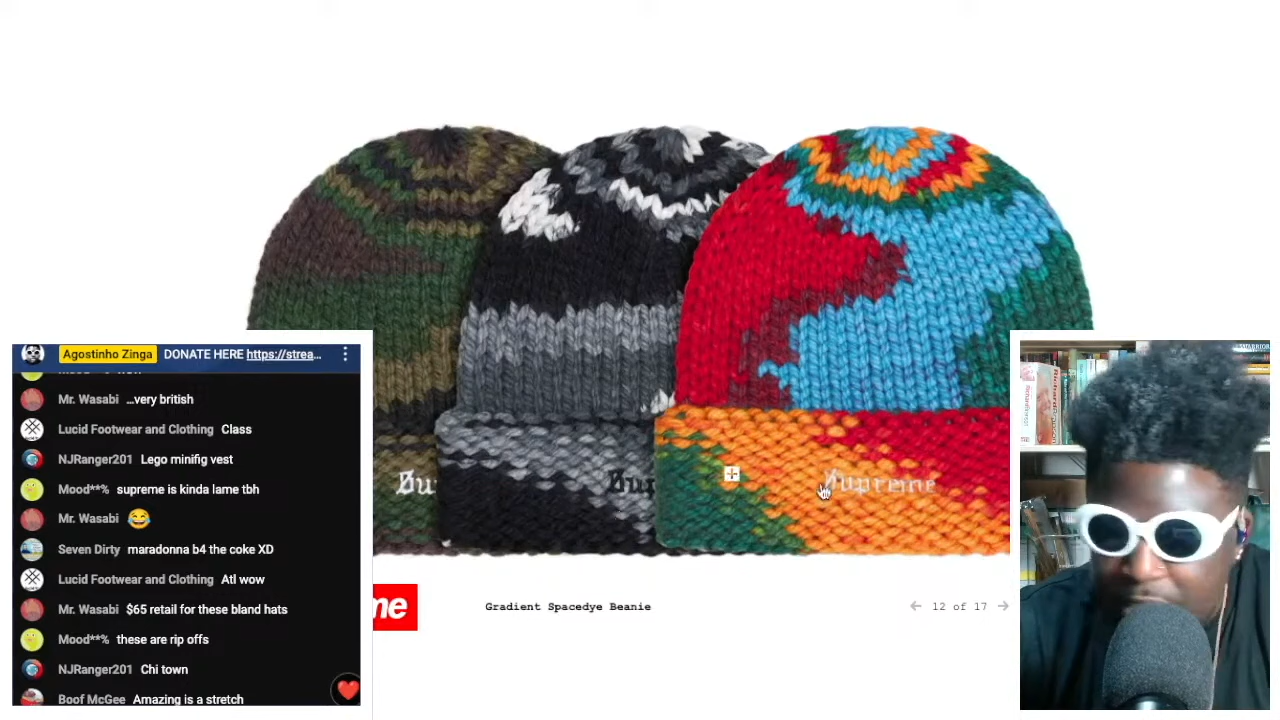 Agostinho Zinga DONATE HERE https://strea...
Mr. Wasabi ...very british
Lucid Footwear and Clothing Class
NJRanger201 Lego minifig vest
Mood**% supreme is kinda lame tbh
Mr. Wasabi 😂
Seven Dirty maradonna b4 the coke XD
Lucid Footwear and Clothing Atl wow
Mr. Wasabi $65 retail for these bland hats
Mood**% these are rip offs
NJRanger201 Chi town
Boof McGee Amazing is a stretch
Su
Sup
Supreme
me
Gradient Spacedye Beanie
← 12 of 17 →